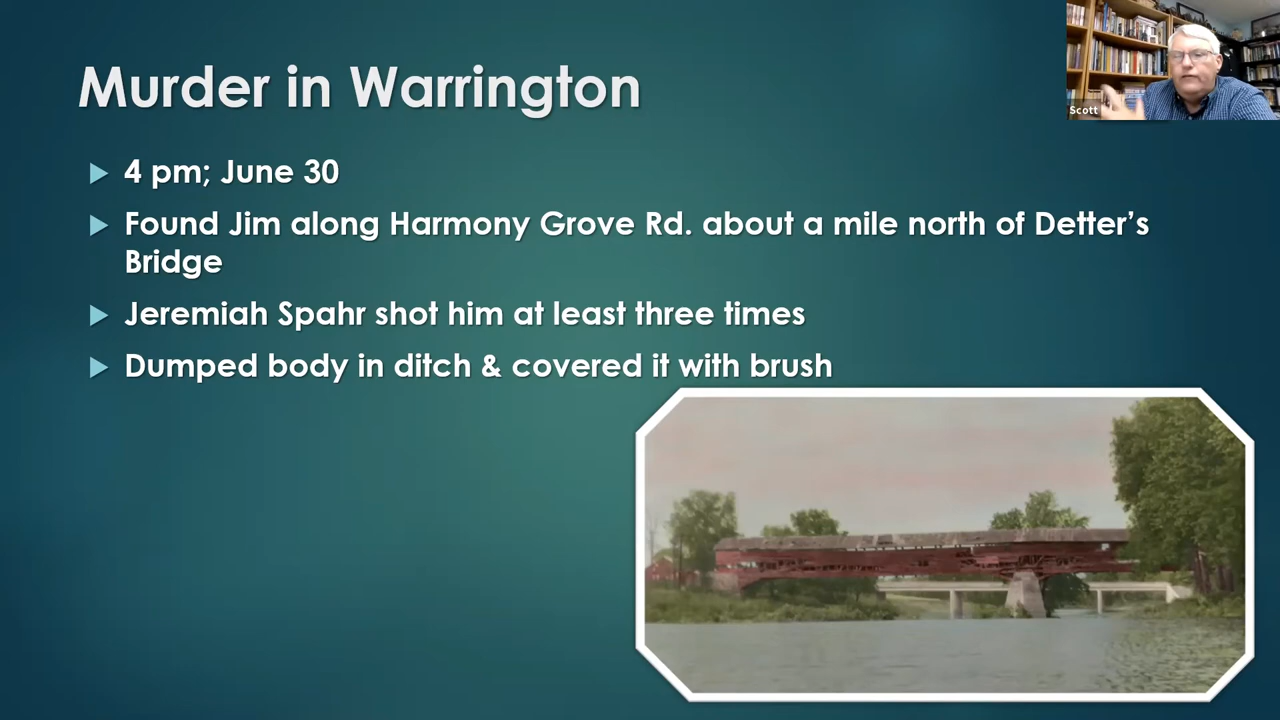 Murder in Warrington
Scott
4 pm; June 30
Found Jim along Harmony Grove Rd. about a mile north of Detter’s
Bridge
Jeremiah Spahr shot him at least three times
Dumped body in ditch & covered it with brush